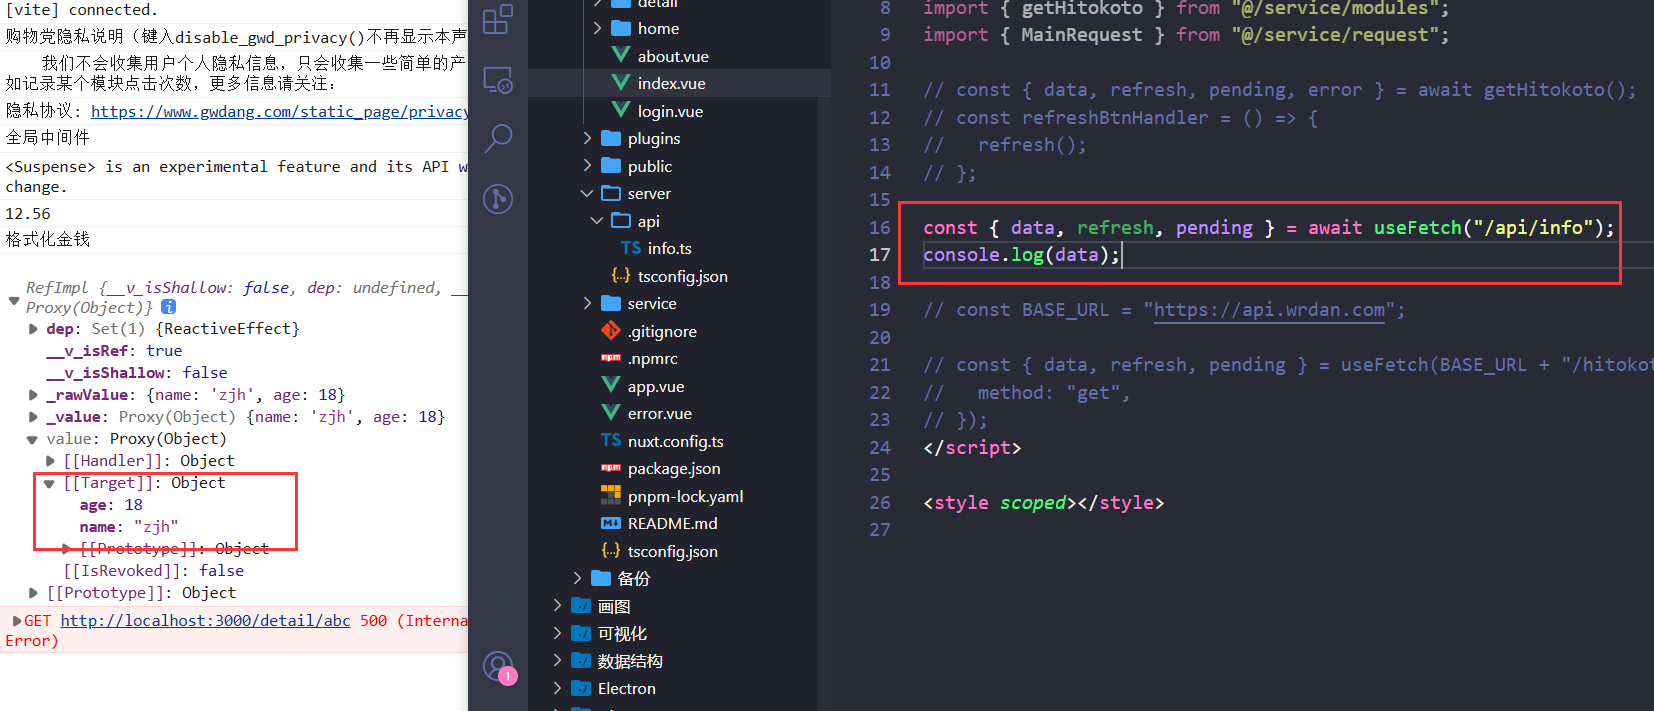 [vite] connected.
购物党隐私说明（键入disable_gwd_privacy()不再显示本声
我们不会收集用户个人隐私信息，只会收集一些简单的产
如记录某个模块点击次数，更多信息请关注：
隐私协议: https://www.gwdang.com/static_page/privacy
全局中间件
<Suspense> is an experimental feature and its API w
change.
12.56
格式化金钱
RefImpl {__v_isShallow: false, dep: undefined, __
Proxy(Object)} i
dep: Set(1) {ReactiveEffect}
__v_isRef: true
__v_isShallow: false
_rawValue: {name: 'zjh', age: 18}
_value: Proxy(Object) {name: 'zjh', age: 18}
value: Proxy(Object)
[[Handler]]: Object
[[Target]]: Object
age: 18
name: "zjh"
[[Prototype]]: Object
[[IsRevoked]]: false
[[Prototype]]: Object
GET http://localhost:3000/detail/abc 500 (Interna
Error)
1
detail
home
about.vue
index.vue
login.vue
plugins
public
server
api
TS info.ts
{..} tsconfig.json
service
.gitignore
npm .npmrc
app.vue
error.vue
TS nuxt.config.ts
npm package.json
pnpm-lock.yaml
README.md
{..} tsconfig.json
备份
画图
可视化
数据结构
Electron
8 import { getHitokoto } from "@/service/modules";
9 import { MainRequest } from "@/service/request";
10
11 // const { data, refresh, pending, error } = await getHitokoto();
12 // const refreshBtnHandler = () => {
13 //   refresh();
14 // };
15
16 const { data, refresh, pending } = await useFetch("/api/info");
17 console.log(data);
18
19 // const BASE_URL = "https://api.wrdan.com";
20
21 // const { data, refresh, pending } = useFetch(BASE_URL + "/hitokot
22 //   method: "get",
23 // });
24 </script>
25
26 <style scoped></style>
27